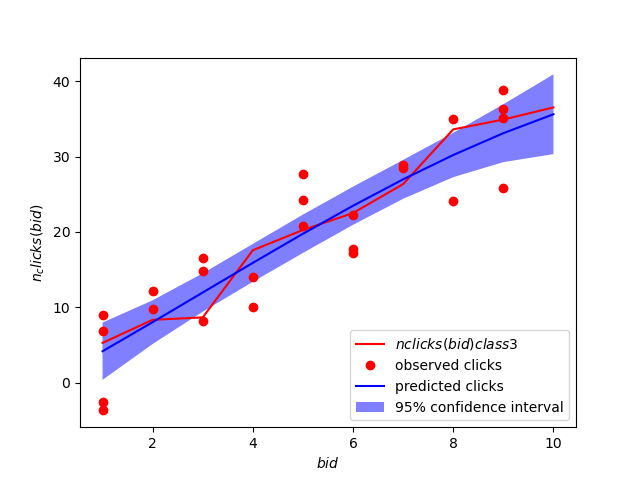 40
30
20
10
0
n_clicks(bid)
2
4
6
8
10
bid
nclicks(bid)class3
observed clicks
predicted clicks
95% confidence interval